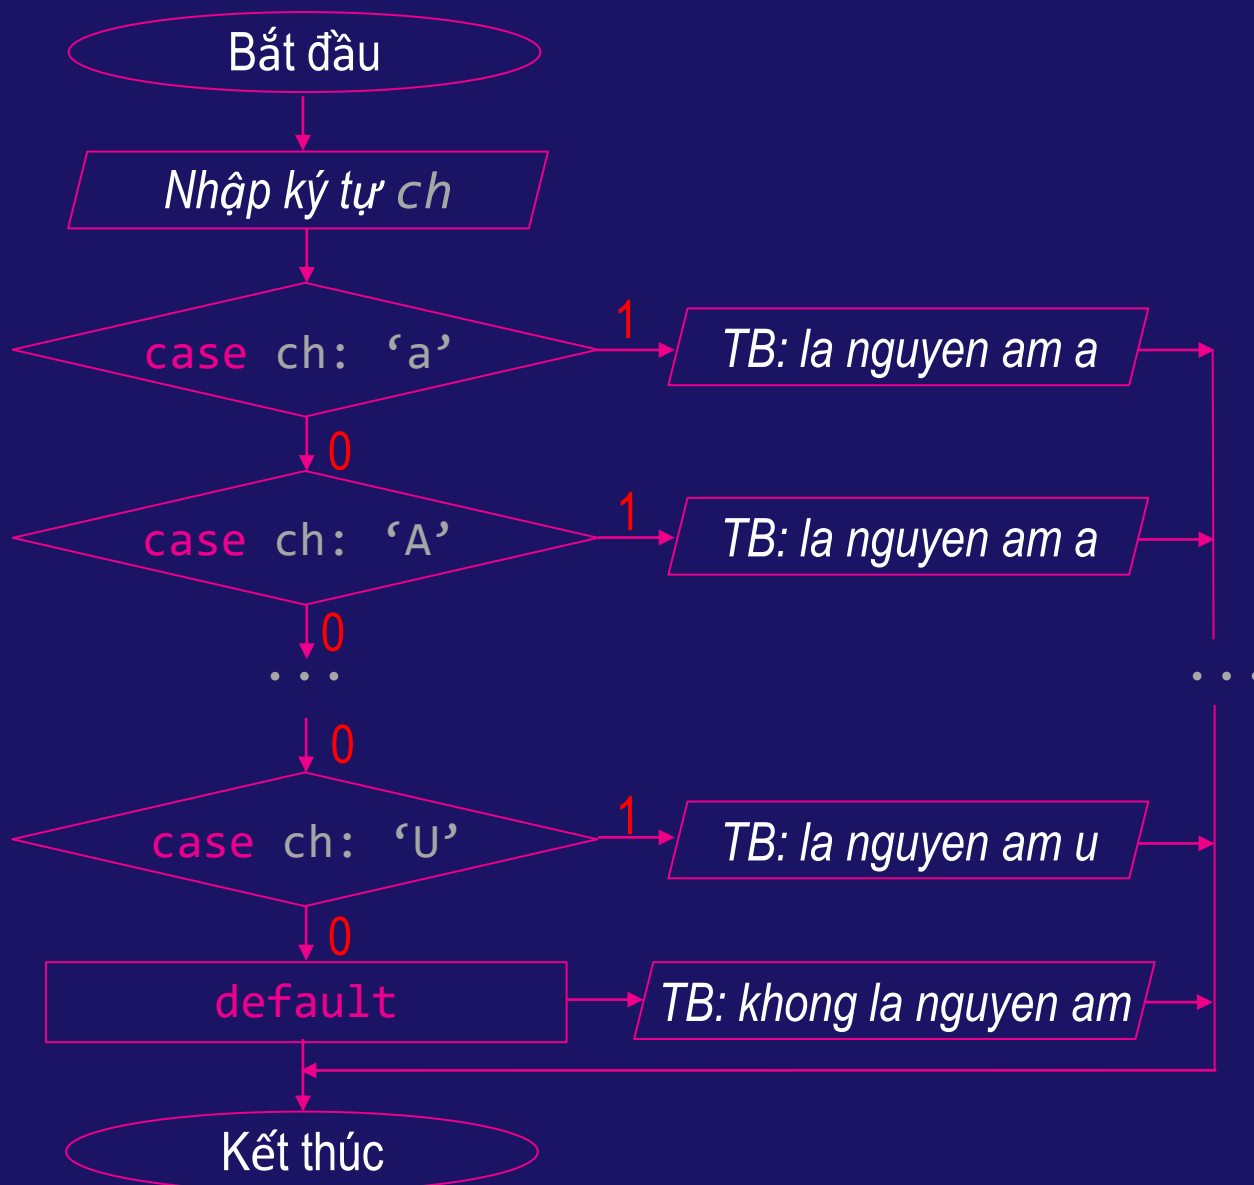 Bắt đầu
Nhập ký tự ch
case ch: ‘a’
1
TB: la nguyen am a
0
case ch: ‘A’
1
TB: la nguyen am a
0
...
...
0
case ch: ‘U’
1
TB: la nguyen am u
0
default
TB: khong la nguyen am
Kết thúc